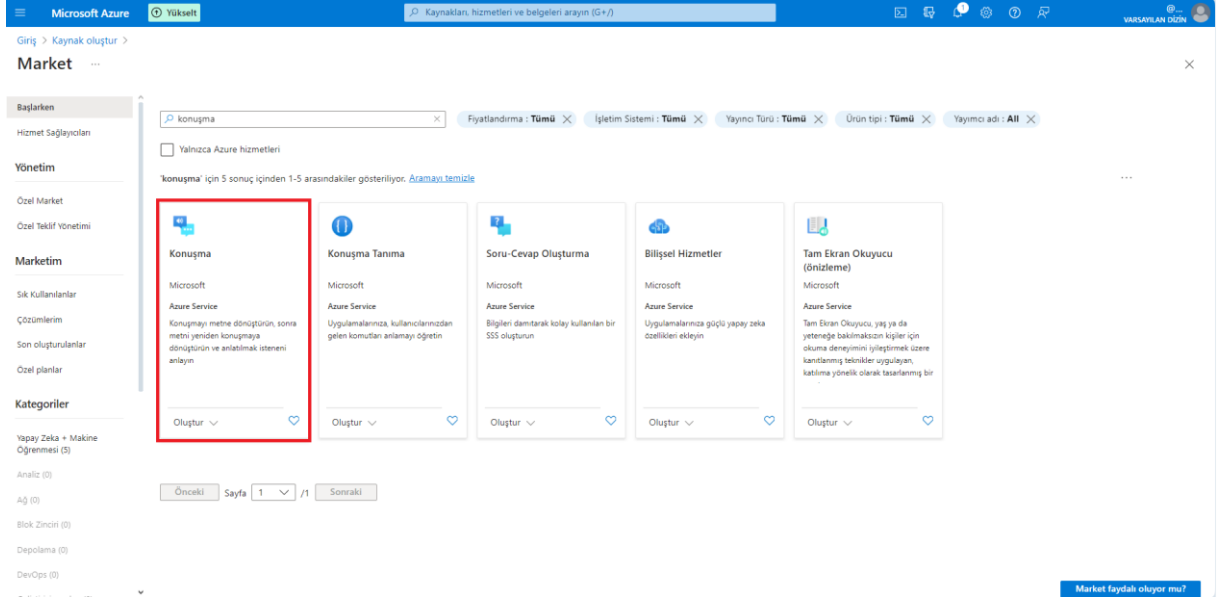 Microsoft Azure
Yükselt
Kaynakları, hizmetleri ve belgeleri arayın (G+/)
1
@...
VARSAYILAN DİZİN
Giriş > Kaynak oluştur >
Market ...
Başlarken
Hizmet Sağlayıcıları
Yönetim
Özel Market
Özel Teklif Yönetimi
Marketim
Sık Kullanılanlar
Çözümlerim
Son oluşturulanlar
Özel planlar
Kategoriler
Yapay Zeka + Makine
Öğrenmesi (5)
Analiz (0)
Ağ (0)
Blok Zinciri (0)
Depolama (0)
DevOps (0)
konuşma
Fiyatlandırma : Tümü
İşletim Sistemi : Tümü
Yayıncı Türü : Tümü
Ürün tipi : Tümü
Yayımcı adı : All
Yalnızca Azure hizmetleri
'konuşma' için 5 sonuç içinden 1-5 arasındakiler gösteriliyor. Aramayı temizle
Konuşma
Microsoft
Azure Service
Konuşmayı metne dönüştürün, sonra
metni yeniden konuşmaya
dönüştürün ve anlatılmak isteneni
anlayın
Oluştur
Konuşma Tanıma
Microsoft
Azure Service
Uygulamalarınıza, kullanıcılarınızdan
gelen komutları anlamayı öğretin
Oluştur
Soru-Cevap Oluşturma
Microsoft
Azure Service
Bilgileri damıtarak kolay kullanılan bir
SSS oluşturun
Oluştur
Bilişsel Hizmetler
Microsoft
Azure Service
Uygulamalarınıza güçlü yapay zeka
özellikleri ekleyin
Oluştur
Tam Ekran Okuyucu
(önizleme)
Microsoft
Azure Service
Tam Ekran Okuyucu, yaş ya da
yeteneğe bakılmaksızın kişiler için
okuma deneyimini iyileştirmek üzere
kanıtlanmış teknikler uygulayan,
katılıma yönelik olarak tasarlanmış bir
Oluştur
Önceki Sayfa 1 /1 Sonraki
Market faydalı oluyor mu?